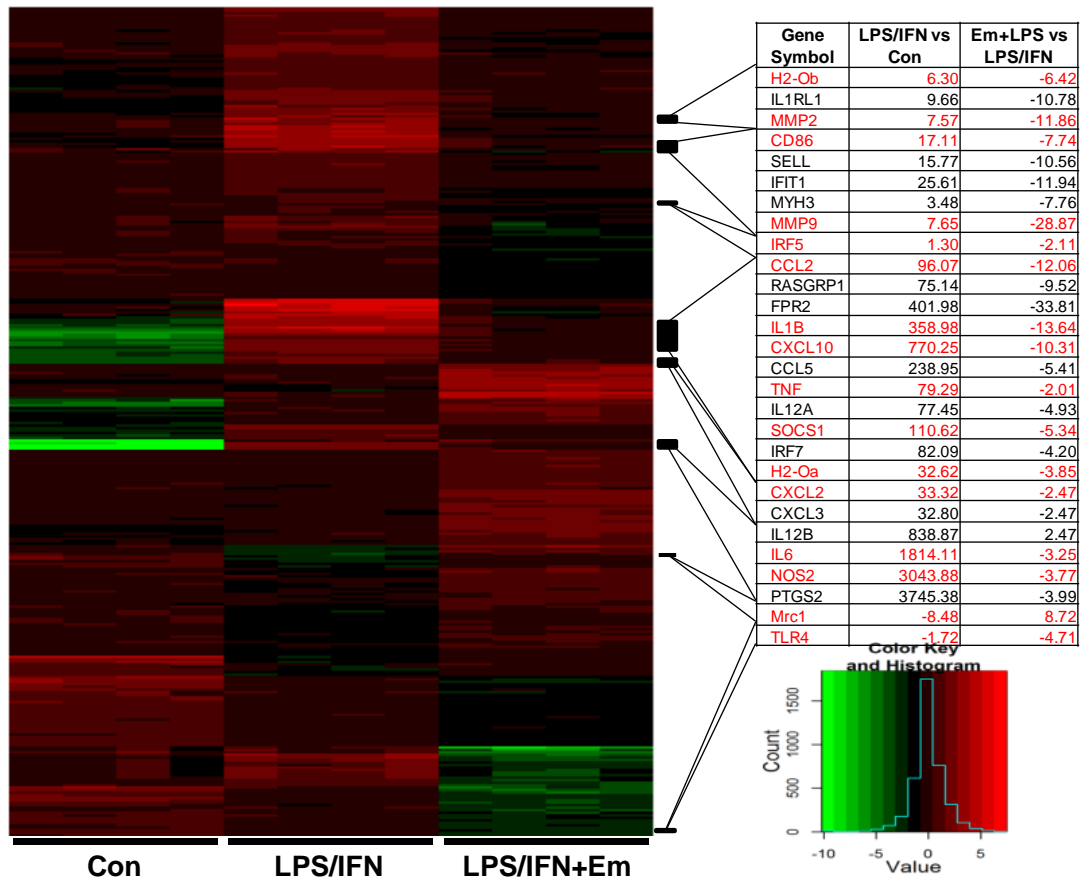 Gene Symbol LPS/IFN vs Con Em+LPS vs LPS/IFN
H2-Ob 6.30 -6.42
IL1RL1 9.66 -10.78
MMP2 7.57 -11.86
CD86 17.11 -7.74
SELL 15.77 -10.56
IFIT1 25.61 -11.94
MYH3 3.48 -7.76
MMP9 7.65 -28.87
IRF5 1.30 -2.11
CCL2 96.07 -12.06
RASGRP1 75.14 -9.52
FPR2 401.98 -33.81
IL1B 358.98 -13.64
CXCL10 770.25 -10.31
CCL5 238.95 -5.41
TNF 79.29 -2.01
IL12A 77.45 -4.93
SOCS1 110.62 -5.34
IRF7 82.09 -4.20
H2-Oa 32.62 -3.85
CXCL2 33.32 -2.47
CXCL3 32.80 -2.47
IL12B 838.87 2.47
IL6 1814.11 -3.25
NOS2 3043.88 -3.77
PTGS2 3745.38 -3.99
Mrc1 -8.48 8.72
TLR4 -1.72 -4.71
Color Key
and Histogram
Count
1500
1000
500
0
-10 -5 0 5
Value
Con LPS/IFN LPS/IFN+Em